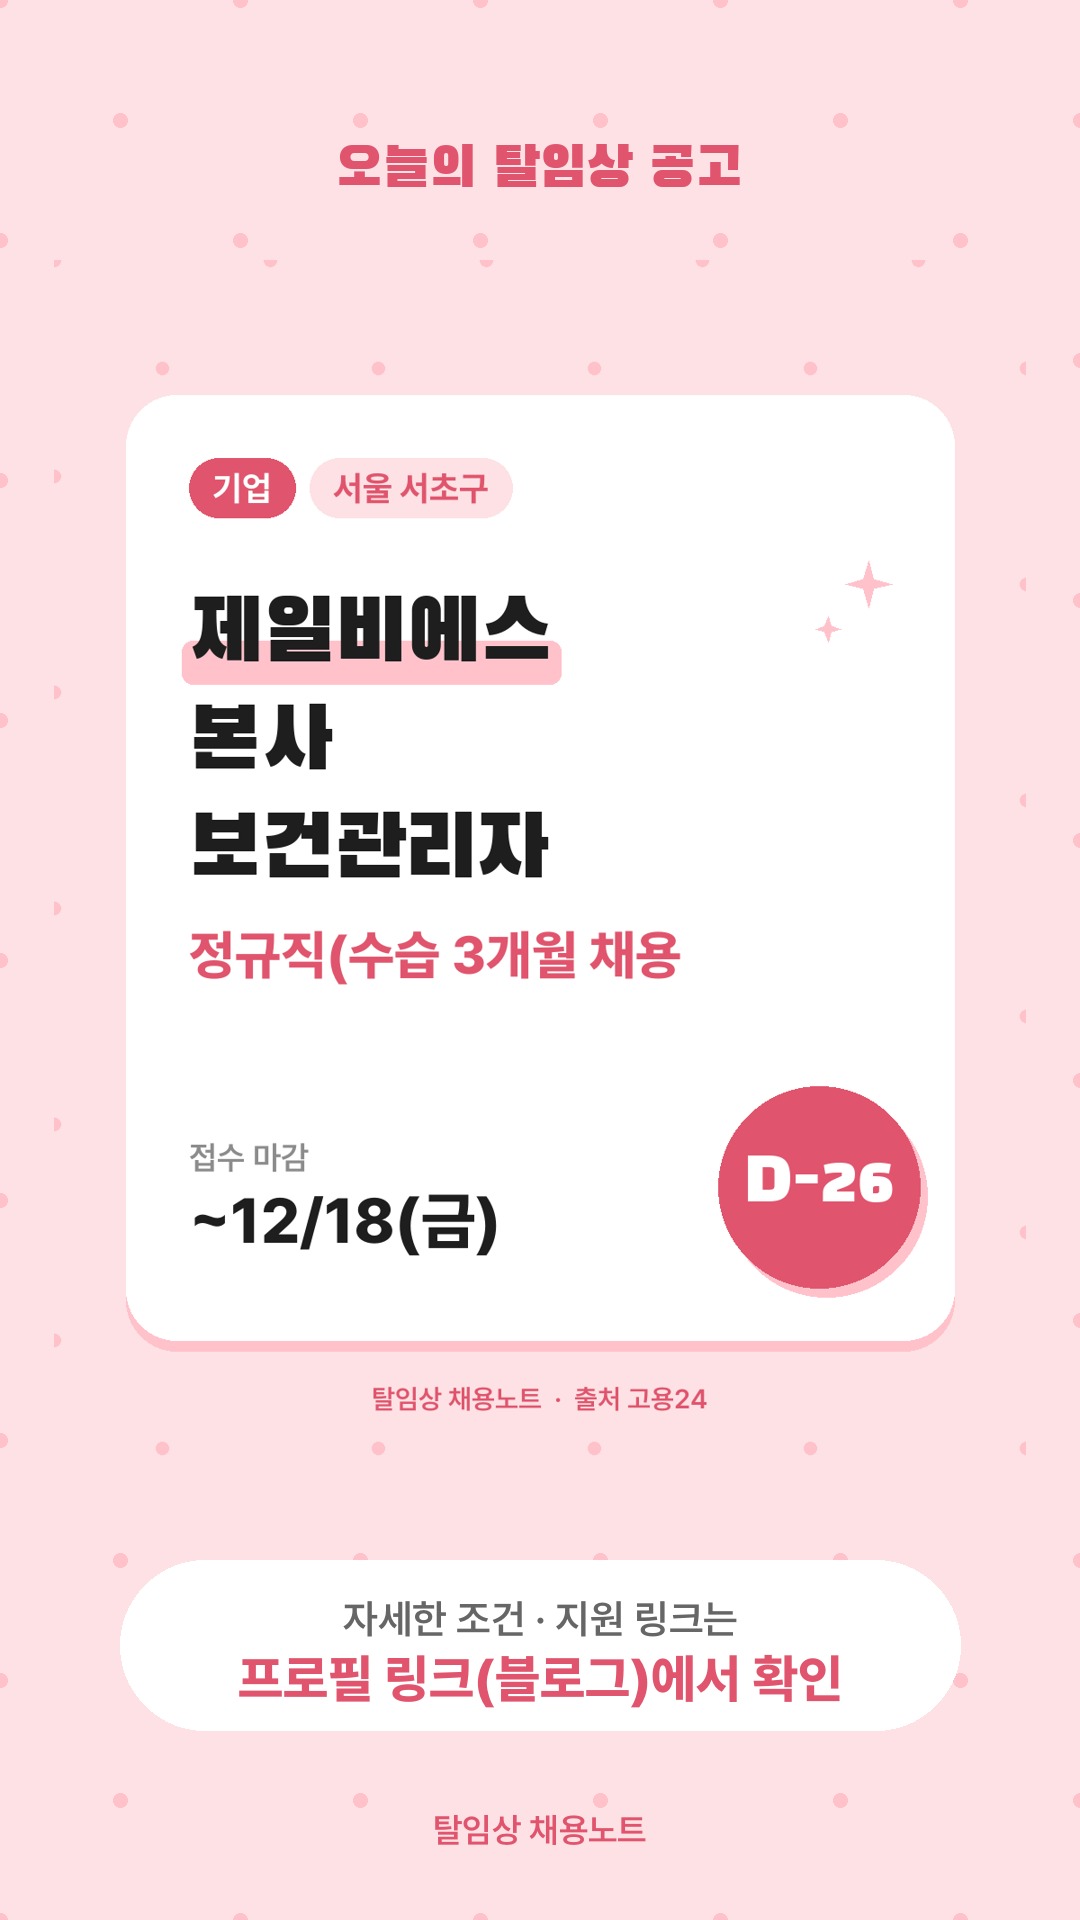 오늘의 탈임상 공고
기업
서울 서초구
제일비에스
본사
보건관리자
정규직(수습 3개월 채용
접수 마감
~12/18(금)
D-26
탈임상 채용노트 · 출처 고용24
자세한 조건 · 지원 링크는
프로필 링크(블로그)에서 확인
탈임상 채용노트